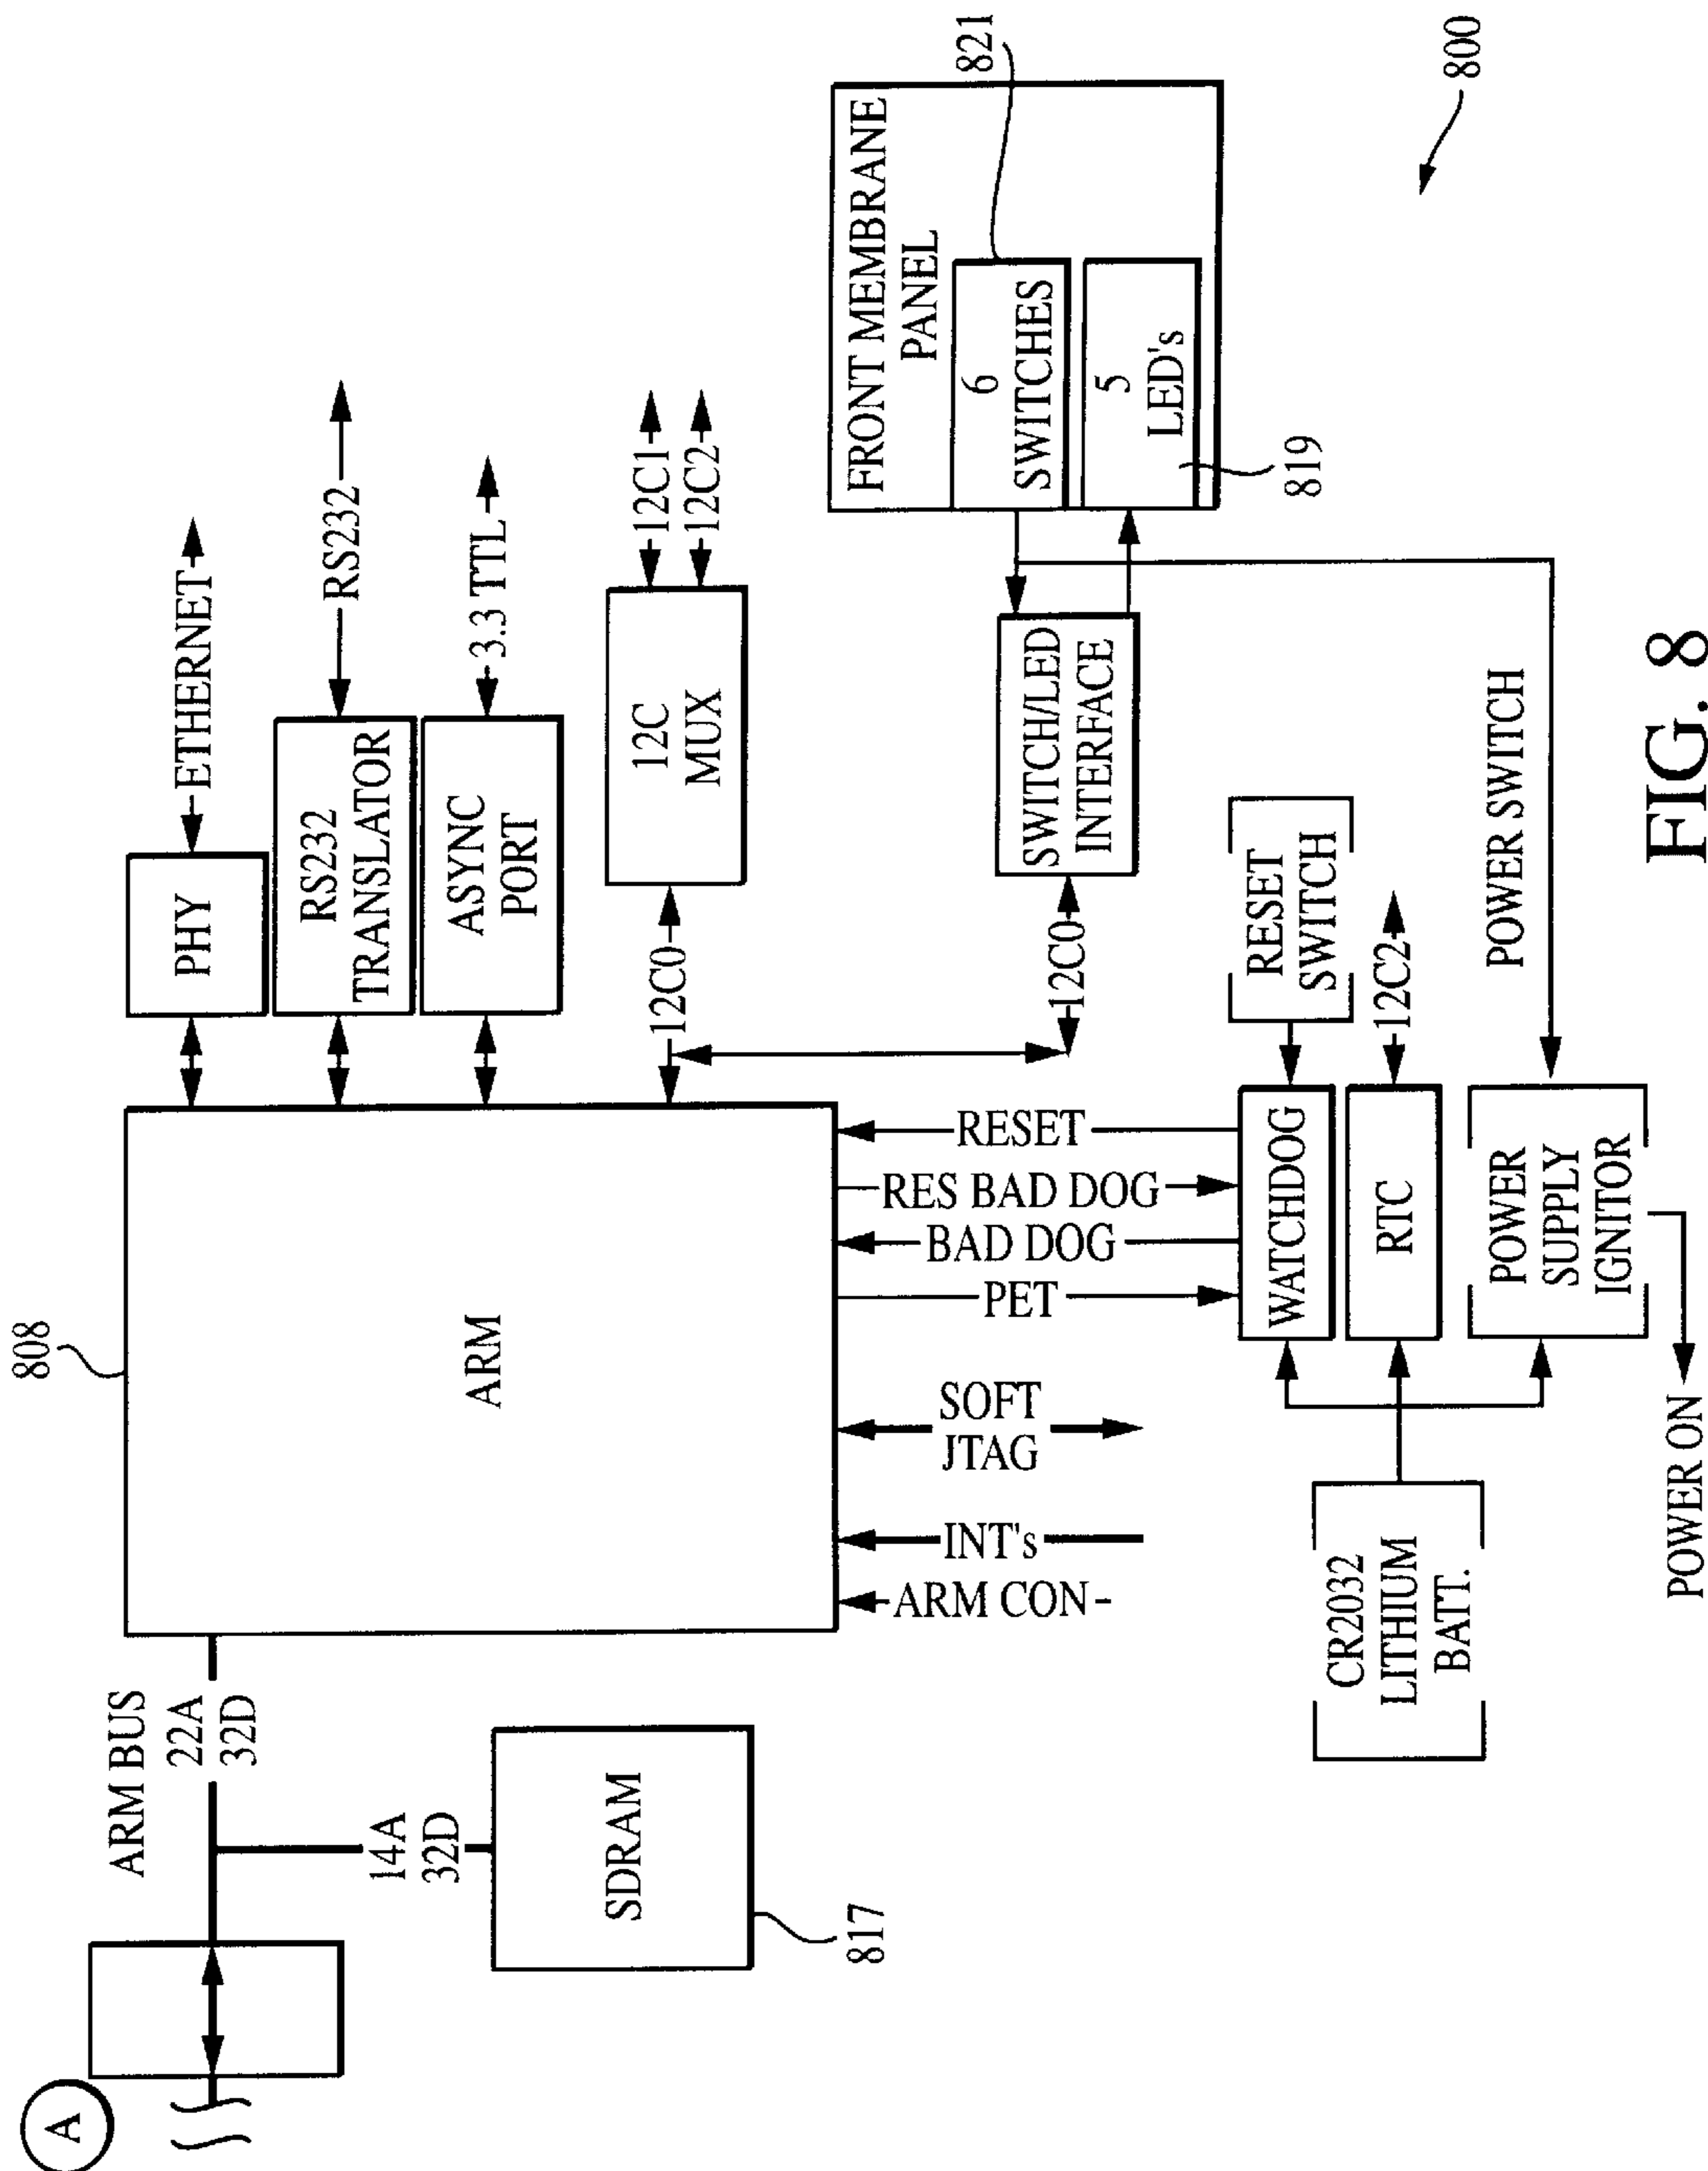 A
ARM BUS
22A
32D
14A
32D
SDRAM
817
808
ARM
PHY
ETHERNET
RS232
TRANSLATOR
RS232
ASYNC
PORT
3.3 TTL
12C0
12C
MUX
12C1
12C2
12C0
SWITCH/LED
INTERFACE
FRONT MEMBRANE
PANEL
6
SWITCHES
821
5
LED's
819
RESET
RES BAD DOG
BAD DOG
PET
SOFT
JTAG
INT's
ARM CON
WATCHDOG
RESET
SWITCH
RTC
12C2
POWER
SUPPLY
IGNITOR
POWER SWITCH
CR2032
LITHIUM
BATT.
POWER ON
800
FIG. 8